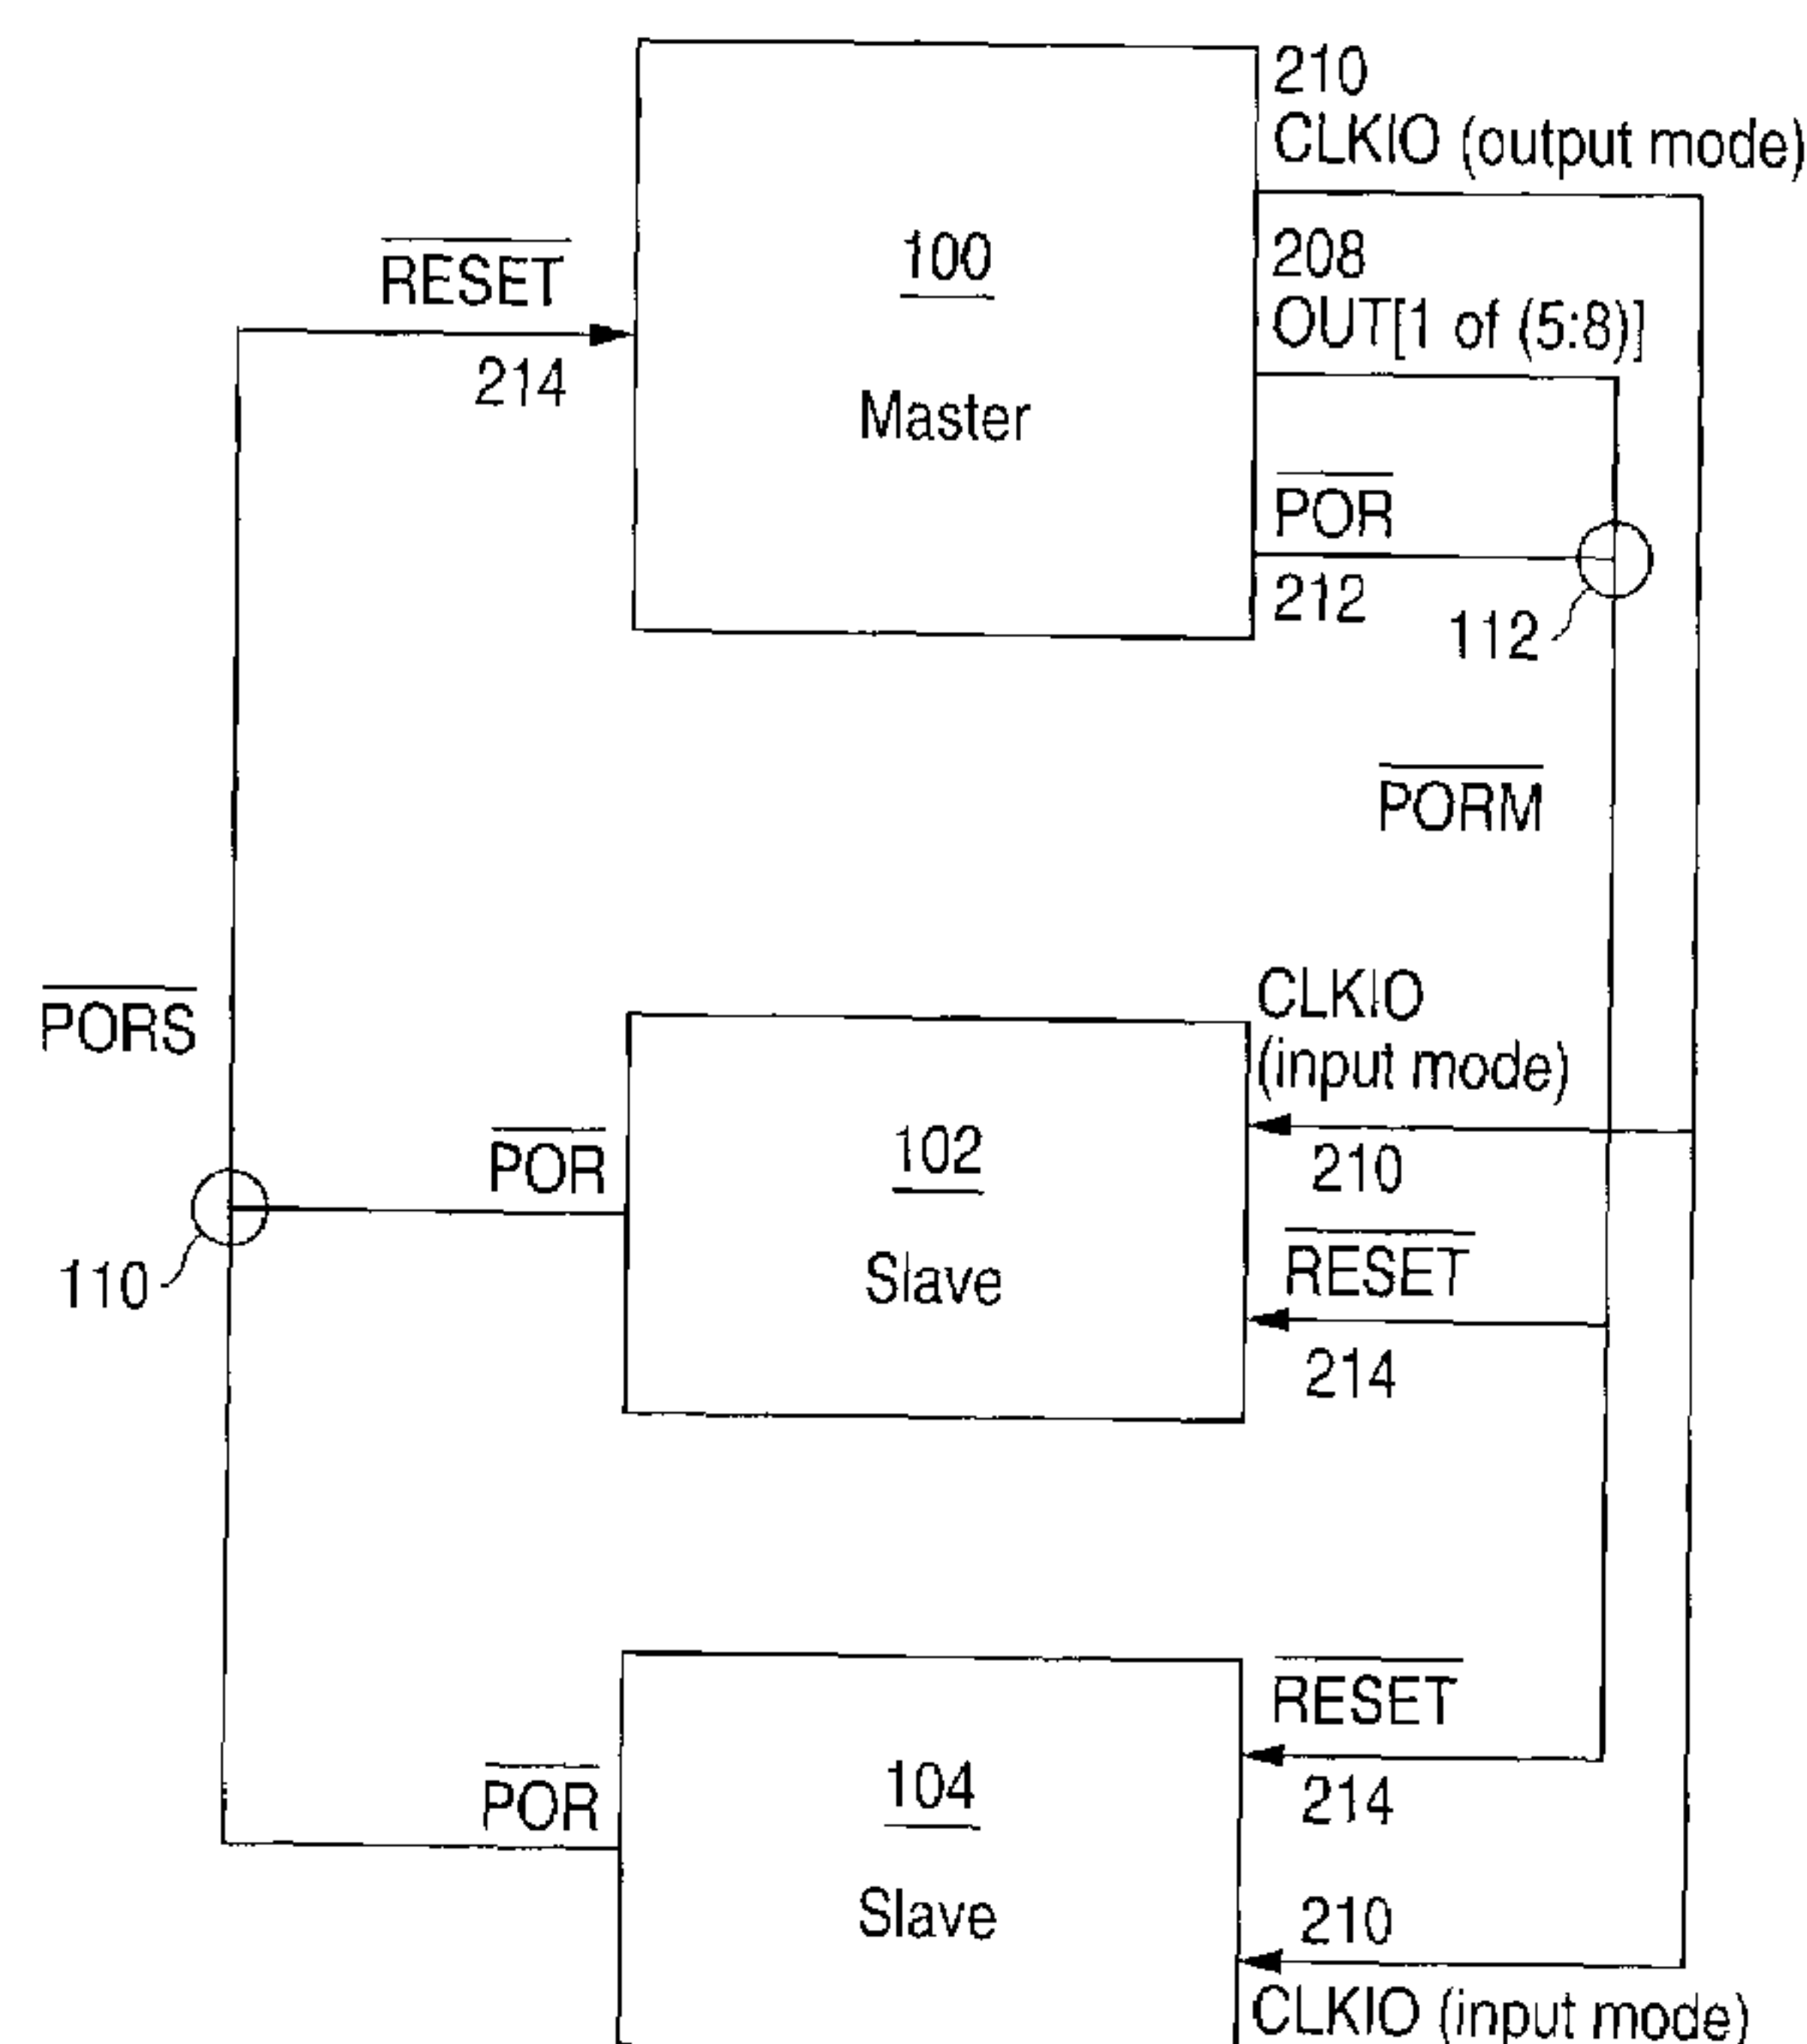 210
CLKIO (output mode)
100
208
RESET
OUT[1 of (5:8)]
214
Master
POR
212
112
PORM
CLKIO
PORS
(input mode)
102
POR
210
RESET
110
Slave
214
RESET
104
POR
214
Slave
210
CLKIO (input mode)